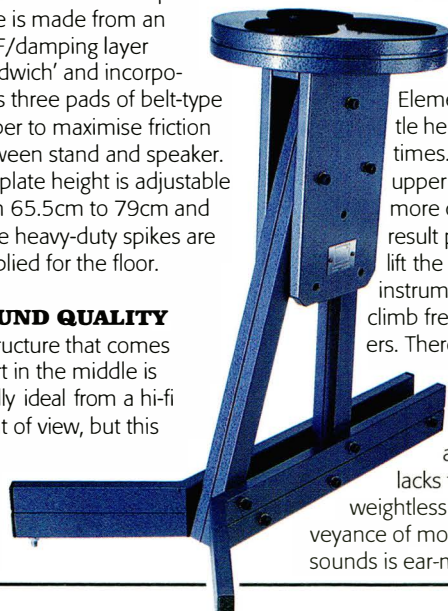 e is made from an
F/damping layer
dwich’ and incorpo-
s three pads of belt-type
ber to maximise friction
ween stand and speaker.
plate height is adjustable
n 65.5cm to 79cm and
e heavy-duty spikes are
plied for the floor.
UND QUALITY
ructure that comes
rt in the middle is
lly ideal from a hi-fi
t of view, but this
Eleme
tle he
times.
upper
more o
result p
lift the
instrum
climb fre
ers. There
a
lacks t
weightless
veyance of mo
sounds is ear-n